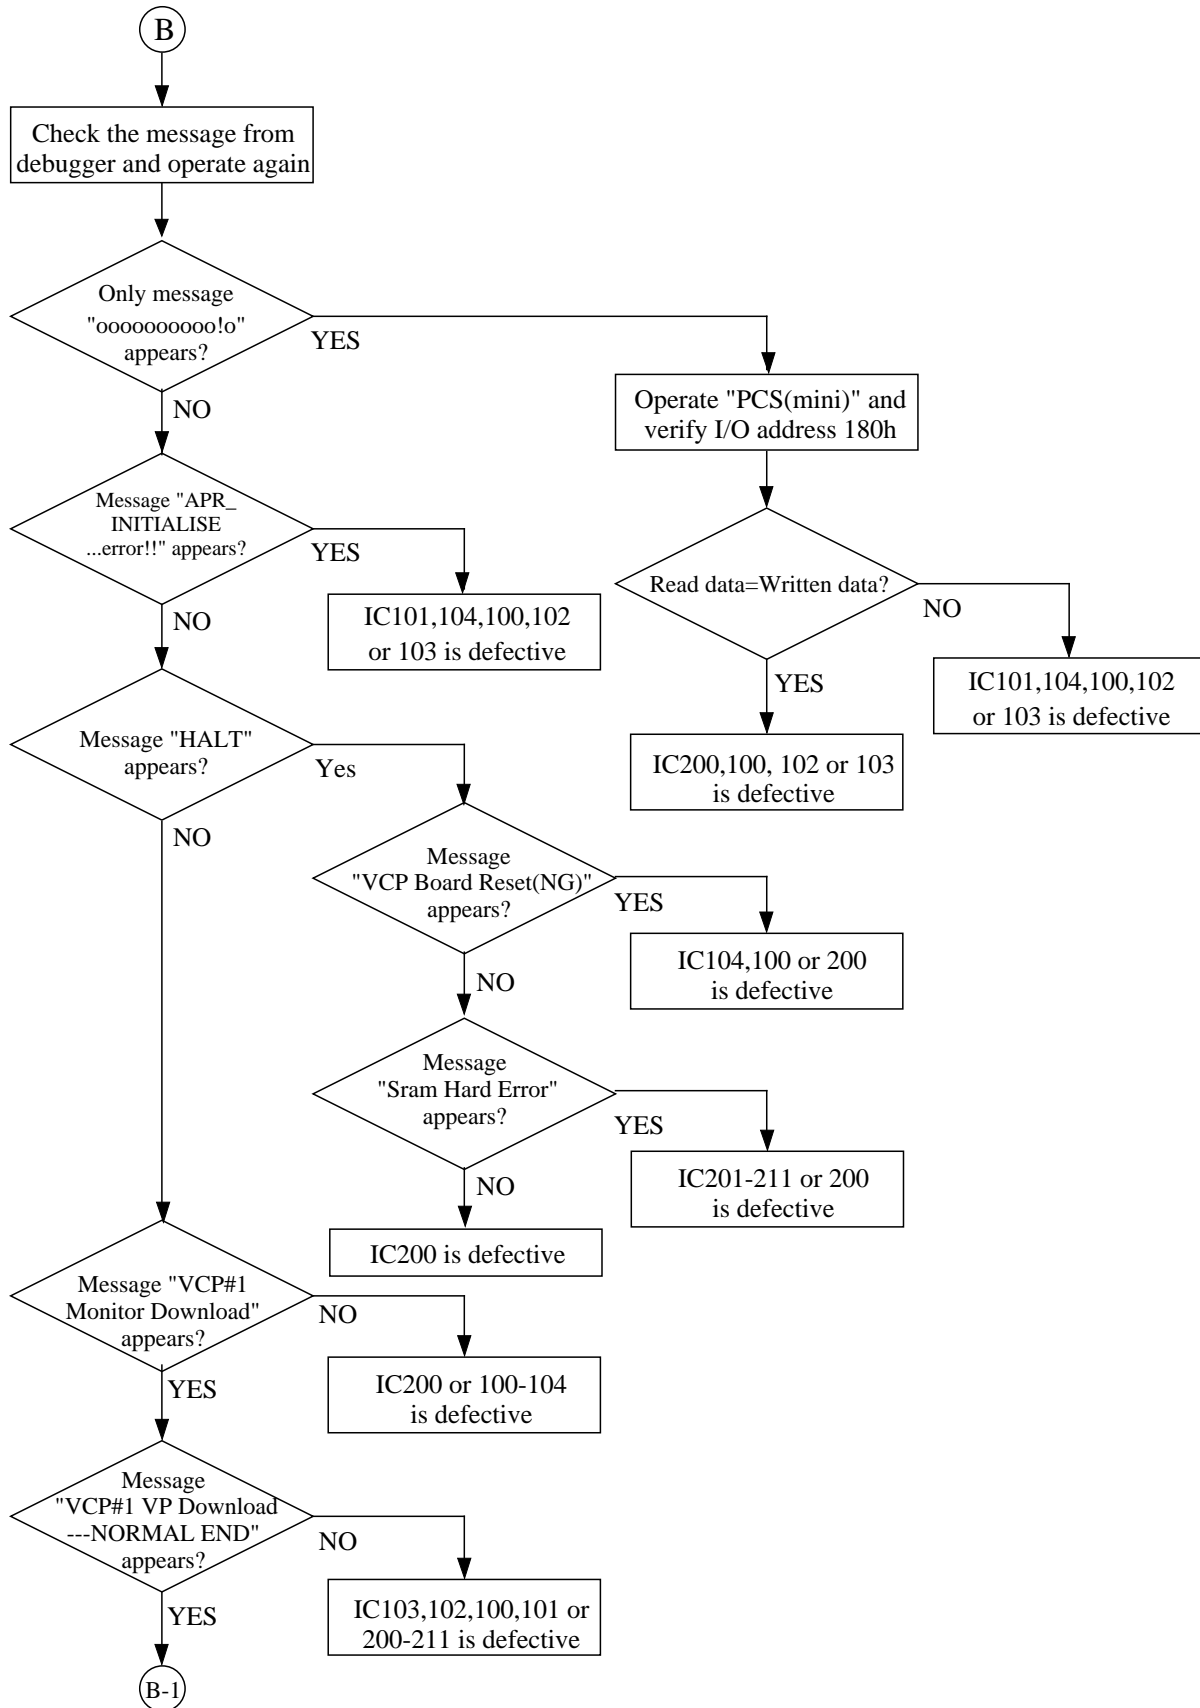 B
Check the message from
debugger and operate again
Only message
"oooooooooo!o"
appears?
YES
NO
Operate "PCS(mini)" and
verify I/O address 180h
Message "APR_
INITIALISE
...error!!" appears?
YES
NO
IC101,104,100,102
or 103 is defective
Read data=Written data?
NO
YES
IC101,104,100,102
or 103 is defective
IC200,100, 102 or 103
is defective
Message "HALT"
appears?
Yes
NO
Message
"VCP Board Reset(NG)"
appears?
YES
NO
IC104,100 or 200
is defective
Message
"Sram Hard Error"
appears?
YES
NO
IC201-211 or 200
is defective
IC200 is defective
Message "VCP#1
Monitor Download"
appears?
NO
YES
IC200 or 100-104
is defective
Message
"VCP#1 VP Download
---NORMAL END"
appears?
NO
YES
IC103,102,100,101 or
200-211 is defective
B-1